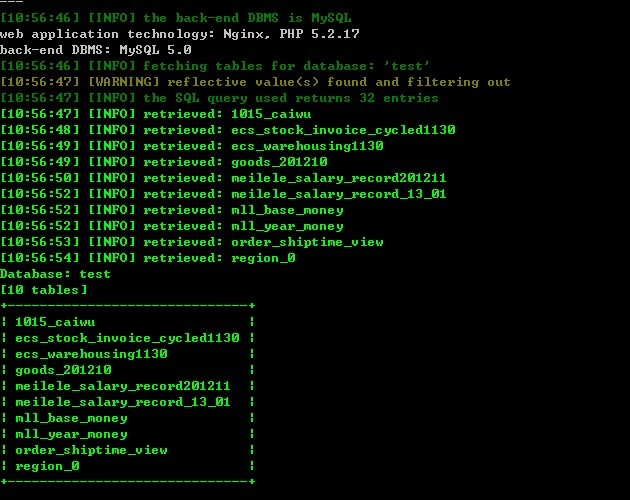 ---
[10:56:46] [INFO] the back-end DBMS is MySQL
web application technology: Nginx, PHP 5.2.17
back-end DBMS: MySQL 5.0
[10:56:46] [INFO] fetching tables for database: 'test'
[10:56:47] [WARNING] reflective value(s) found and filtering out
[10:56:47] [INFO] the SQL query used returns 32 entries
[10:56:47] [INFO] retrieved: 1015_caiwu
[10:56:48] [INFO] retrieved: ecs_stock_invoice_cycled1130
[10:56:49] [INFO] retrieved: ecs_warehousing1130
[10:56:49] [INFO] retrieved: goods_201210
[10:56:50] [INFO] retrieved: meilele_salary_record201211
[10:56:52] [INFO] retrieved: meilele_salary_record_13_01
[10:56:52] [INFO] retrieved: mll_base_money
[10:56:52] [INFO] retrieved: mll_year_money
[10:56:53] [INFO] retrieved: order_shiptime_view
[10:56:54] [INFO] retrieved: region_0
Database: test
[10 tables]
+------------------------------+
| 1015_caiwu                   |
| ecs_stock_invoice_cycled1130 |
| ecs_warehousing1130          |
| goods_201210                 |
| meilele_salary_record201211  |
| meilele_salary_record_13_01  |
| mll_base_money               |
| mll_year_money               |
| order_shiptime_view          |
| region_0                     |
+------------------------------+